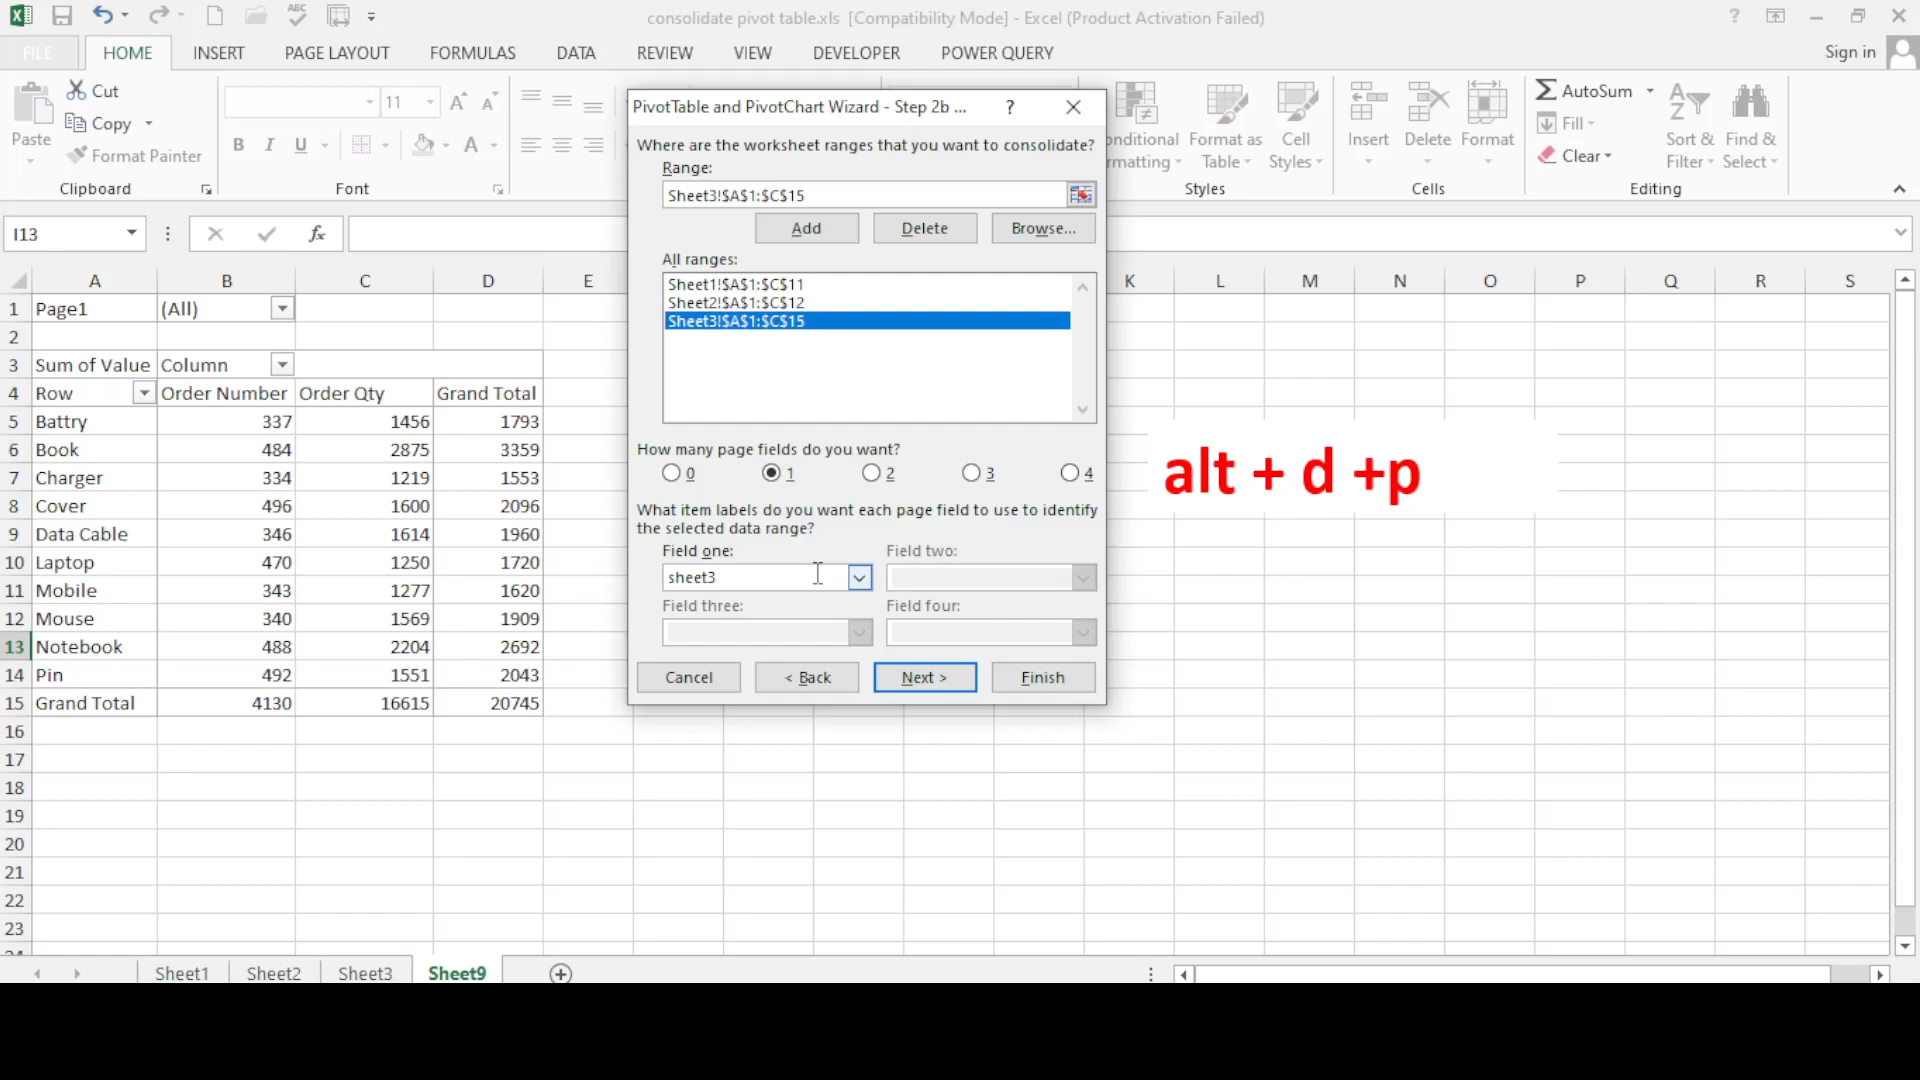 consolidate pivot table.xls [Compatibility Mode] - Excel (Product Activation Failed)
FILE HOME INSERT PAGE LAYOUT FORMULAS DATA REVIEW VIEW DEVELOPER POWER QUERY Sign in
Paste
Cut
Copy
Format Painter
Clipboard
11
B I U
A
Font
onditional
rmatting
Format as
Table
Cell
Styles
Styles
Insert
Delete
Format
Cells
AutoSum
Fill
Clear
Sort &
Filter
Find &
Select
Editing
I13
fx
A B C D E K L M N O P Q R S
1 Page1 (All)
2
3 Sum of Value Column
4 Row Order Number Order Qty Grand Total
5 Battry 337 1456 1793
6 Book 484 2875 3359
7 Charger 334 1219 1553
8 Cover 496 1600 2096
9 Data Cable 346 1614 1960
10 Laptop 470 1250 1720
11 Mobile 343 1277 1620
12 Mouse 340 1569 1909
13 Notebook 488 2204 2692
14 Pin 492 1551 2043
15 Grand Total 4130 16615 20745
16
17
18
19
20
21
22
23
PivotTable and PivotChart Wizard - Step 2b ...
Where are the worksheet ranges that you want to consolidate?
Range:
Sheet3!$A$1:$C$15
Add Delete Browse...
All ranges:
Sheet1!$A$1:$C$11
Sheet2!$A$1:$C$12
Sheet3!$A$1:$C$15
How many page fields do you want?
0 1 2 3 4
What item labels do you want each page field to use to identify
the selected data range?
Field one: Field two:
sheet3
Field three: Field four:
Cancel < Back Next > Finish
alt + d +p
Sheet1 Sheet2 Sheet3 Sheet9